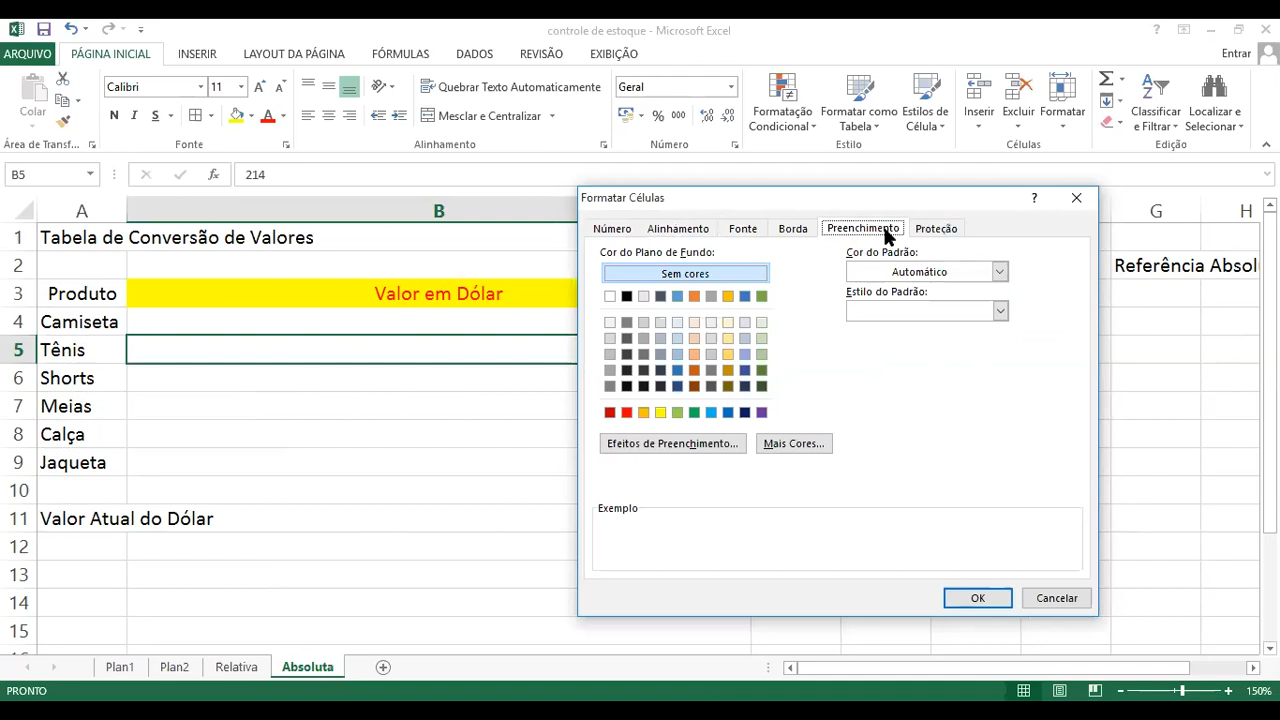 controle de estoque - Microsoft Excel
ARQUIVO PÁGINA INICIAL INSERIR LAYOUT DA PÁGINA FÓRMULAS DADOS REVISÃO EXIBIÇÃO Entrar
Calibri 11 Quebrar Texto Automaticamente Geral
Colar N I S A Mesclar e Centralizar % 000
Formatação Condicional Formatar como Tabela Estilos de Célula Inserir Excluir Formatar Classificar e Filtrar Localizar e Selecionar
Área de Transf... Fonte Alinhamento Número Estilo Células Edição
B5 fx 214
A B G H
1 Tabela de Conversão de Valores
2 Referência Absol
3 Produto Valor em Dólar
4 Camiseta
5 Tênis
6 Shorts
7 Meias
8 Calça
9 Jaqueta
10
11 Valor Atual do Dólar
12
13
14
15
Formatar Células ?
Número Alinhamento Fonte Borda Preenchimento Proteção
Cor do Plano de Fundo: Cor do Padrão:
Sem cores Automático
Estilo do Padrão:
Efeitos de Preenchimento... Mais Cores...
Exemplo
OK Cancelar
Plan1 Plan2 Relativa Absoluta
PRONTO 150%